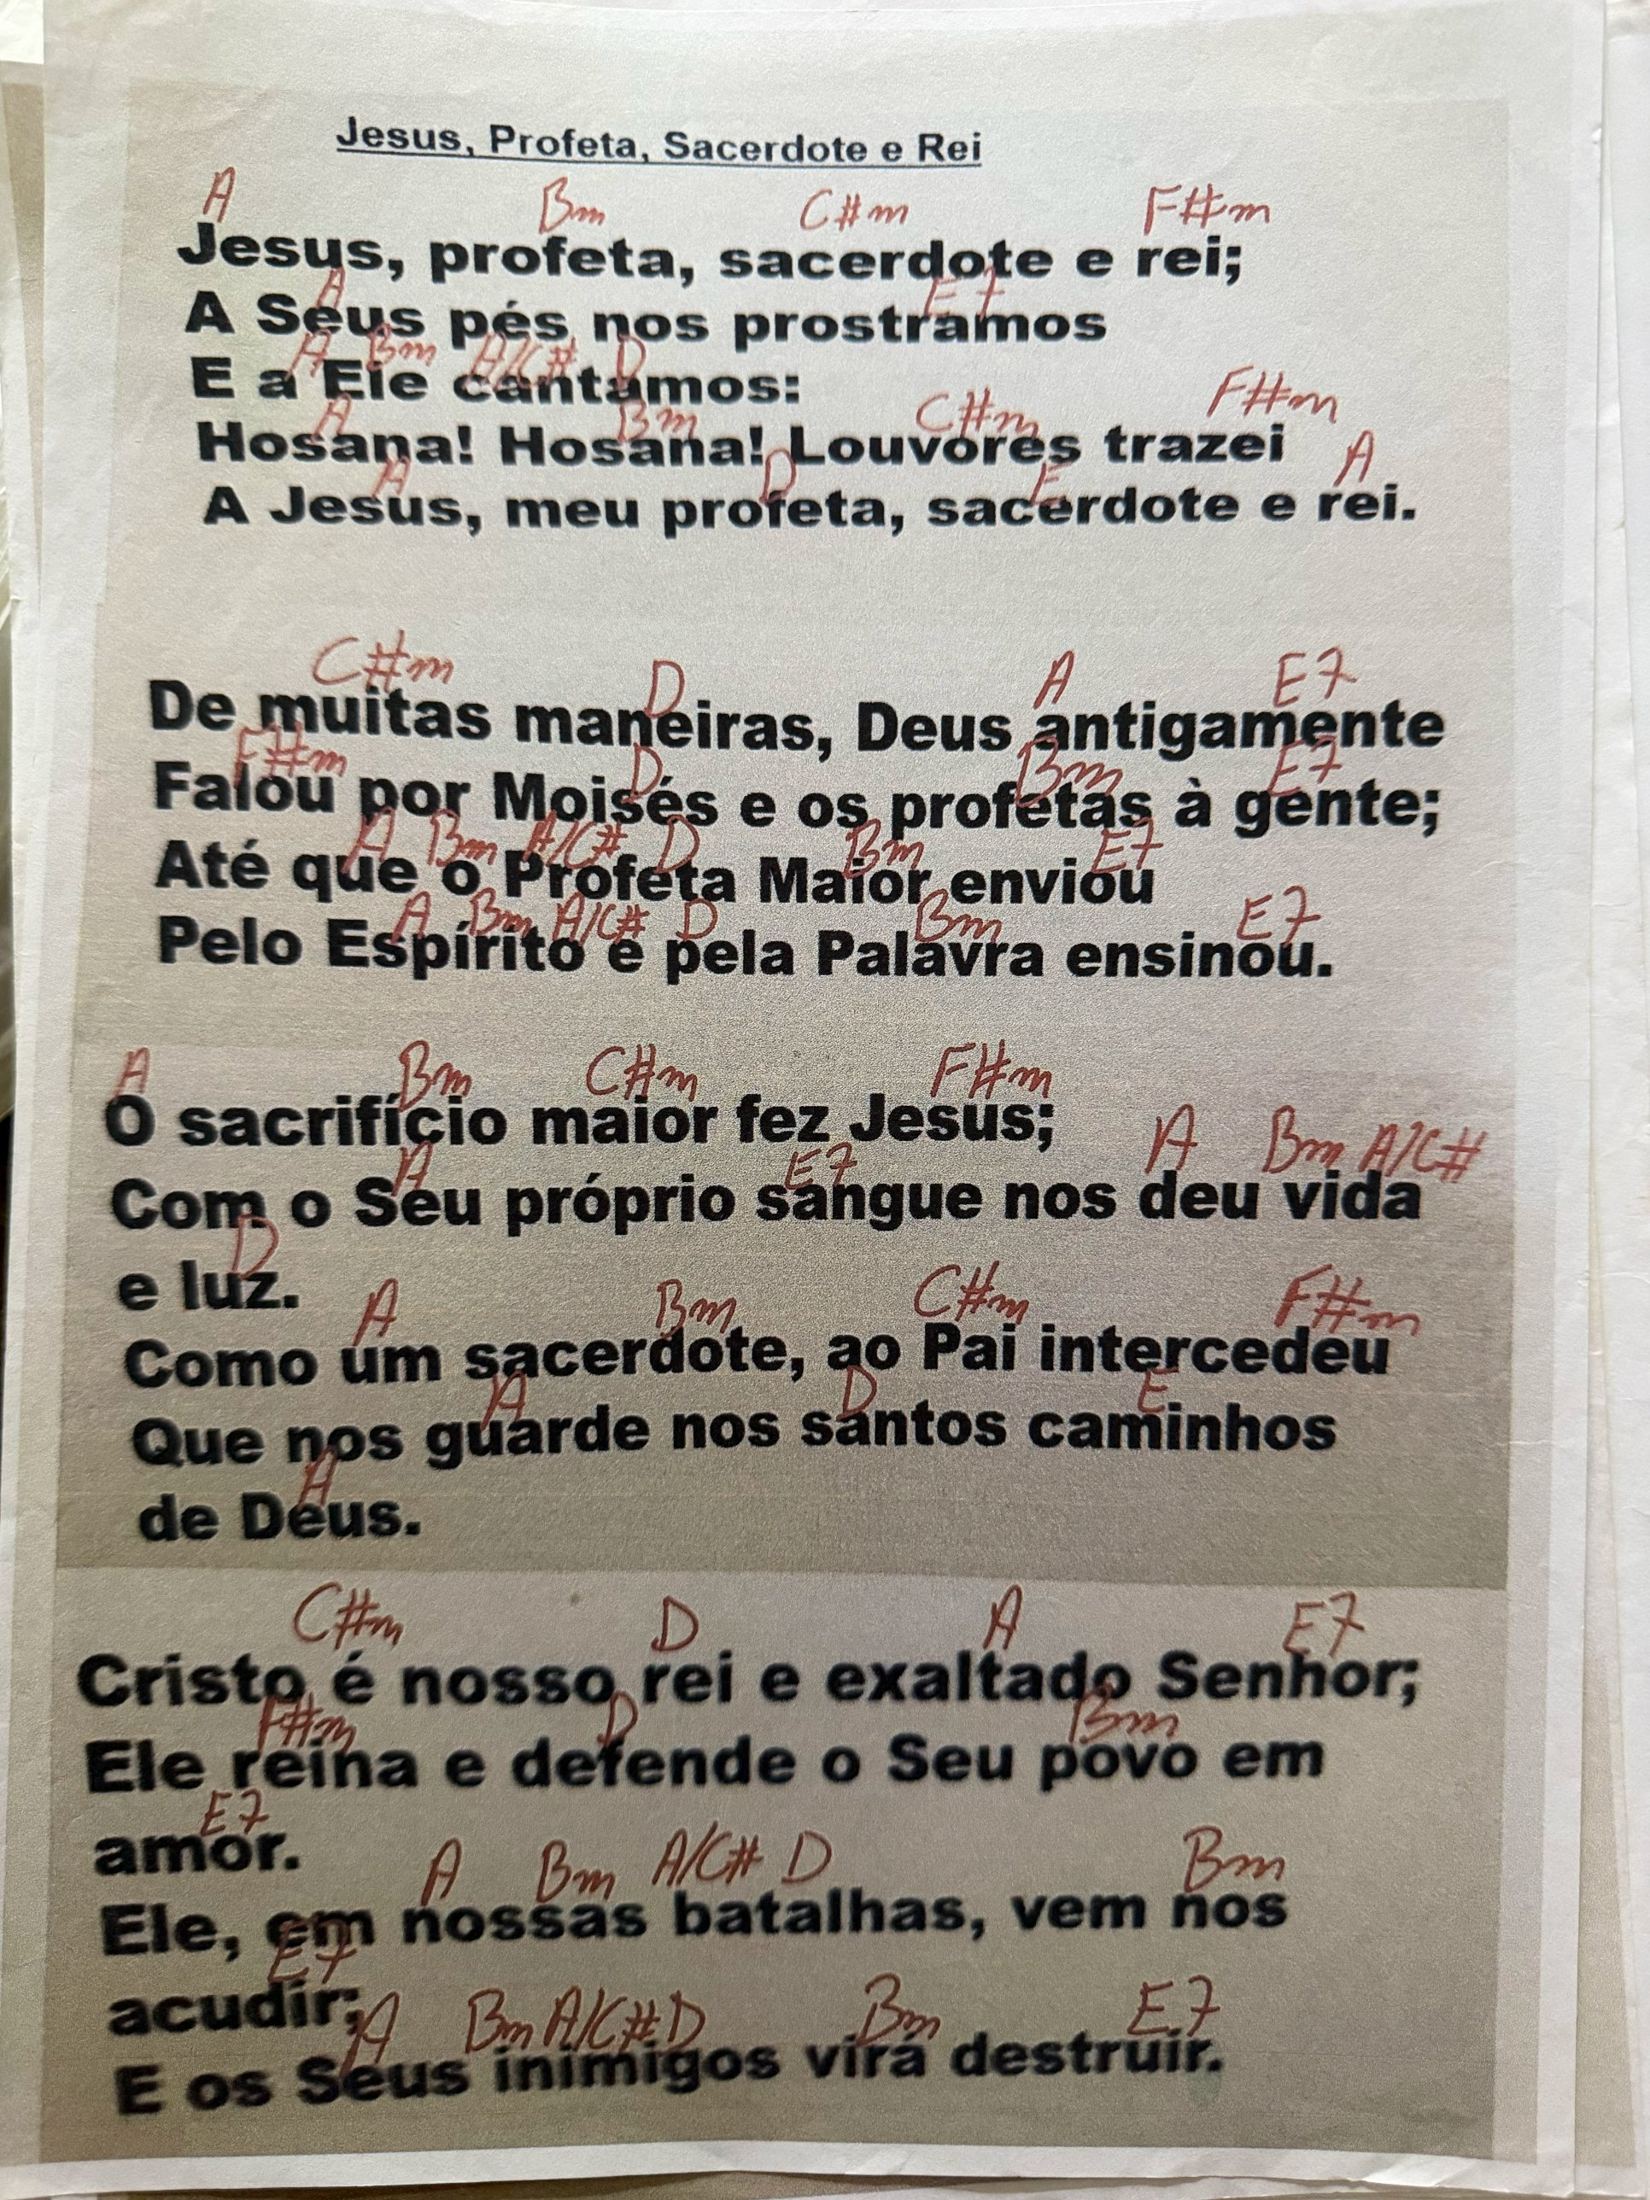 Jesus, Profeta, Sacerdote e Rei
A Bm C#m F#m
Jesus, profeta, sacerdote e rei;
A E7
A Seus pés nos prostramos
A Bm A/C# D
E a Ele cantamos:
A Bm C#m F#m
Hosana! Hosana! Louvores trazei
A D E A
A Jesus, meu profeta, sacerdote e rei.
C#m D A E7
De muitas maneiras, Deus antigamente
F#m D Bm E7
Falou por Moisés e os profetas à gente;
A Bm A/C# D Bm E7
Até que o Profeta Maior enviou
A Bm A/C# D Bm E7
Pelo Espírito e pela Palavra ensinou.
A Bm C#m F#m
O sacrifício maior fez Jesus;
A E7 A Bm A/C#
Com o Seu próprio sangue nos deu vida
D
e luz.
A Bm C#m F#m
Como um sacerdote, ao Pai intercedeu
A D E
Que nos guarde nos santos caminhos
A
de Deus.
C#m D A E7
Cristo é nosso rei e exaltado Senhor;
F#m D Bm
Ele reina e defende o Seu povo em
E7
amor.
A Bm A/C# D Bm
Ele, em nossas batalhas, vem nos
E7
acudir;
A Bm A/C# D Bm E7
E os Seus inimigos virá destruir.